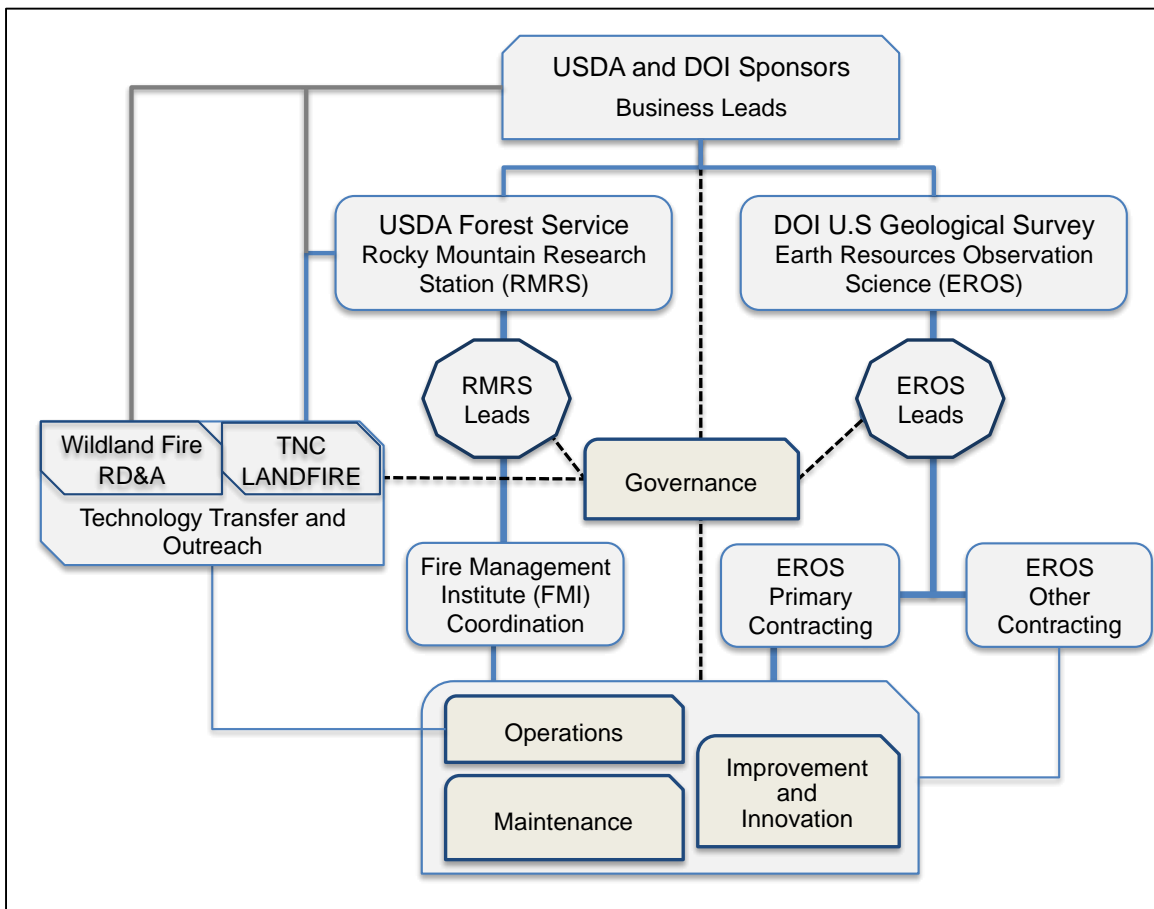 USDA and DOI Sponsors
Business Leads
USDA Forest Service
Rocky Mountain Research
Station (RMRS)
DOI U.S Geological Survey
Earth Resources Observation
Science (EROS)
RMRS
Leads
EROS
Leads
Wildland Fire
RD&A
TNC
LANDFIRE
Technology Transfer and
Outreach
Governance
Fire Management
Institute (FMI)
Coordination
EROS
Primary
Contracting
EROS
Other
Contracting
Operations
Maintenance
Improvement
and
Innovation